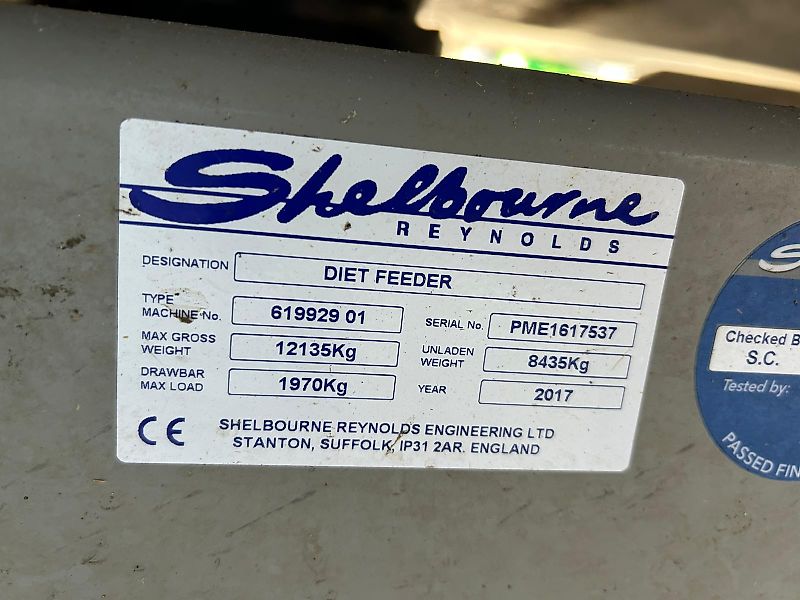 Shelbourne
REYNOLDS
DESIGNATION DIET FEEDER
TYPE
MACHINE No. 619929 01 SERIAL No. PME1617537
MAX GROSS
WEIGHT 12135Kg UNLADEN
WEIGHT 8435Kg
DRAWBAR
MAX LOAD 1970Kg YEAR 2017
CE SHELBOURNE REYNOLDS ENGINEERING LTD
STANTON, SUFFOLK, IP31 2AR. ENGLAND
Checked B
S.C.
Tested by:
PASSED FIN